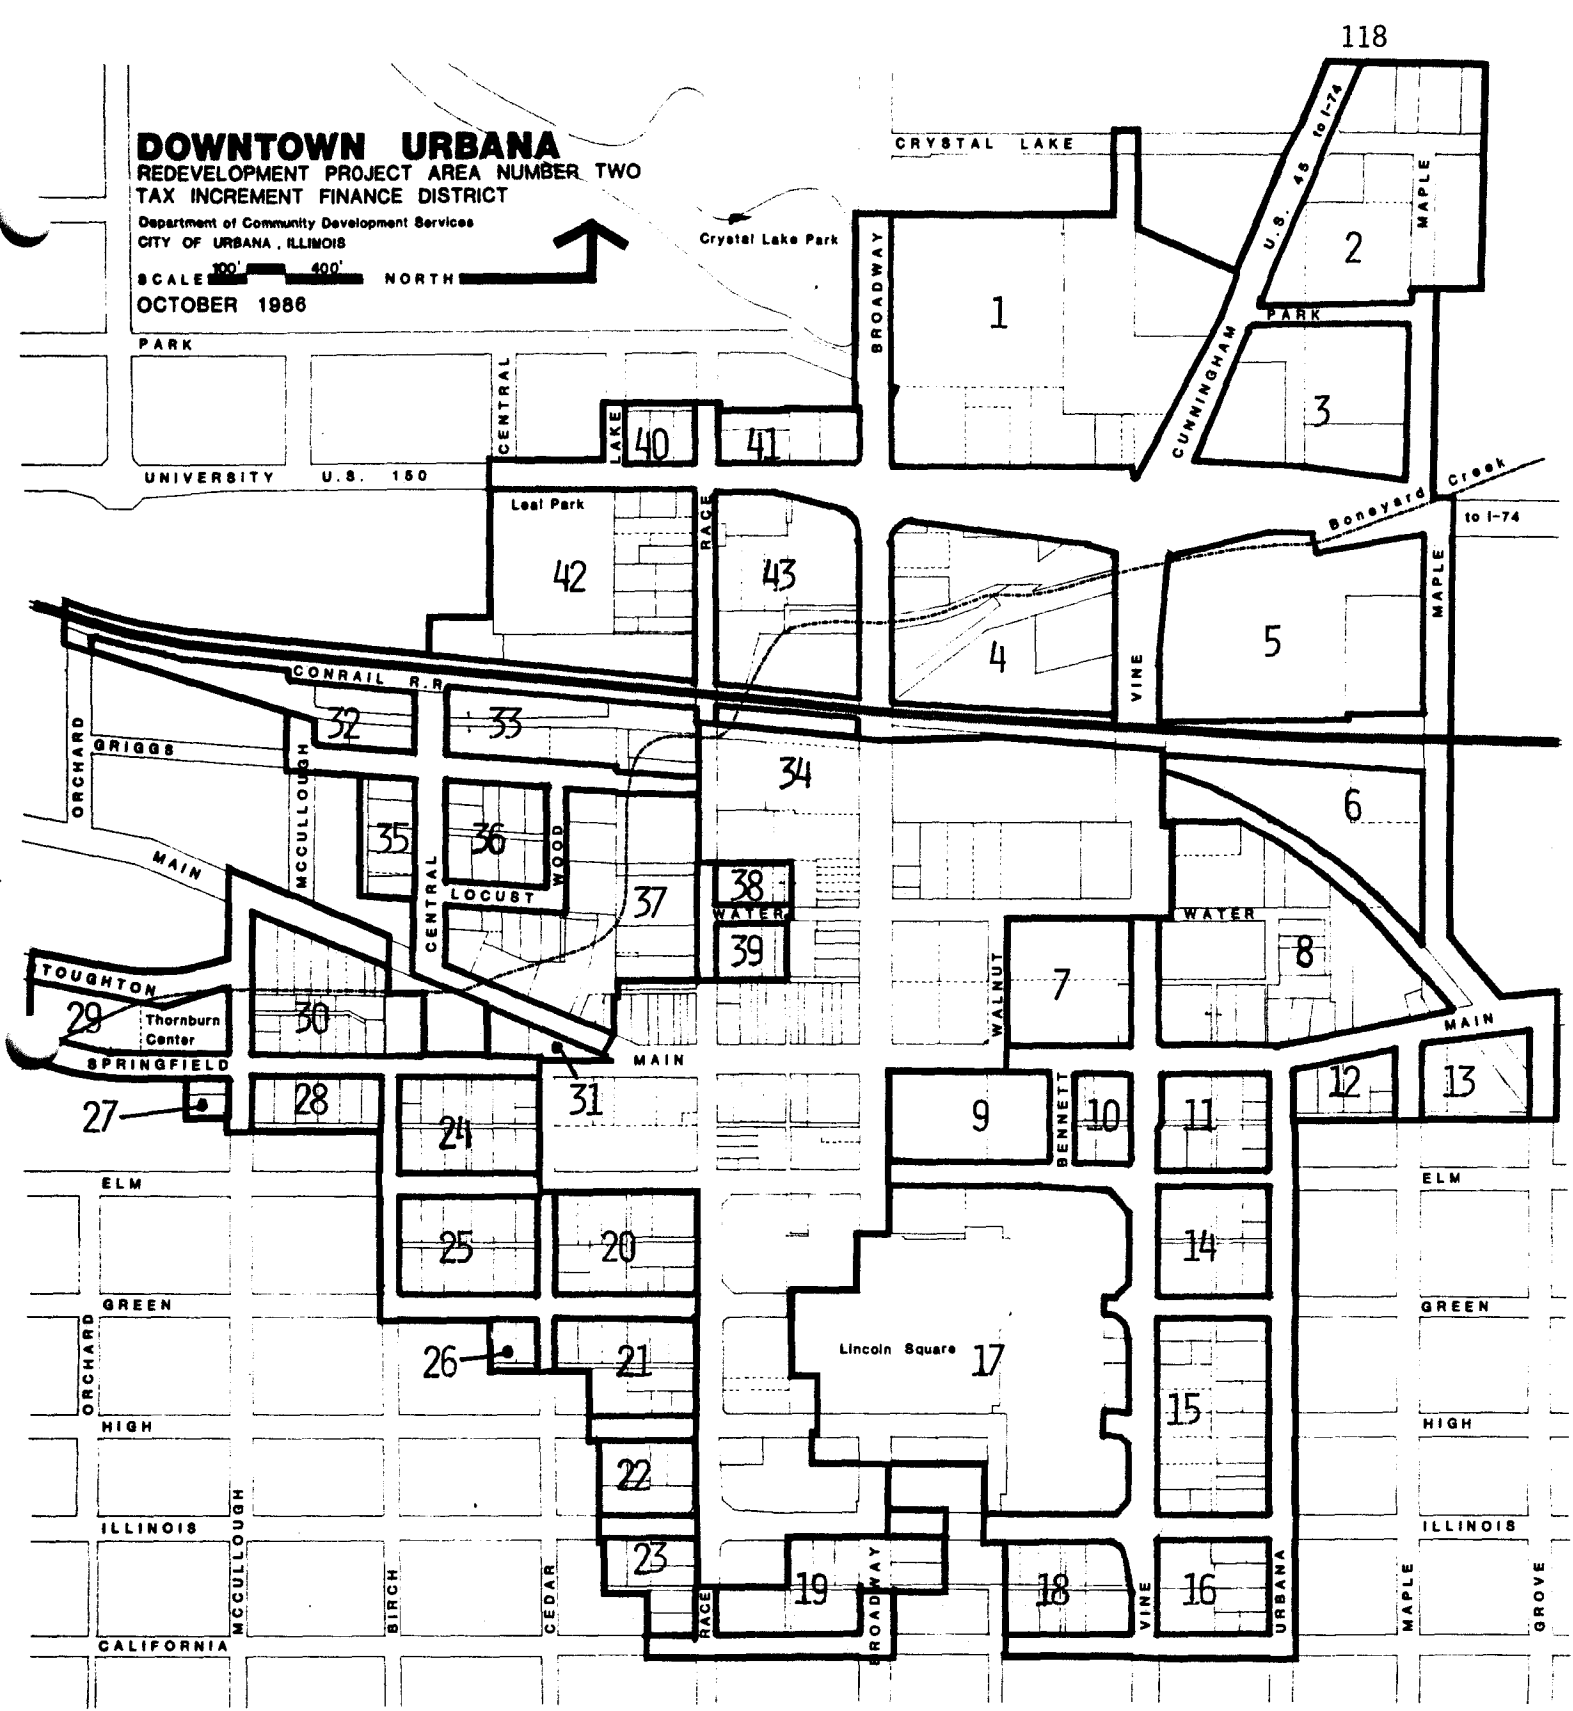 118
DOWNTOWN URBANA
REDEVELOPMENT PROJECT AREA NUMBER TWO
TAX INCREMENT FINANCE DISTRICT
Department of Community Development Services
CITY OF URBANA, ILLINOIS
SCALE 100' 400' NORTH
OCTOBER 1986
CRYSTAL LAKE
Crystal Lake Park
BROADWAY
U.S. 45 to I-74
MAPLE
2
1
PARK
PARK
CUNNINGHAM
3
CENTRAL
LAKE
40
41
UNIVERSITY U.S. 150
Leal Park
RACE
Boneyard Creek
to I-74
42
43
4
5
VINE
MAPLE
CONRAIL R.R.
32
33
34
ORCHARD
GRIGGS
MCCULLOUGH
6
35
36
WOOD
MAIN
CENTRAL
LOCUST
37
38
WATER
39
WATER
8
WALNUT
7
TOUGHTON
29
Thornburn
Center
30
MAIN
MAIN
SPRINGFIELD
31
27
28
24
9
BENNETT
10
11
12
13
ELM
ELM
25
20
14
GREEN
GREEN
ORCHARD
26
21
Lincoln Square
17
15
HIGH
HIGH
22
ILLINOIS
ILLINOIS
MCCULLOUGH
BIRCH
CEDAR
23
RACE
19
BROADWAY
18
VINE
16
URBANA
MAPLE
GROVE
CALIFORNIA